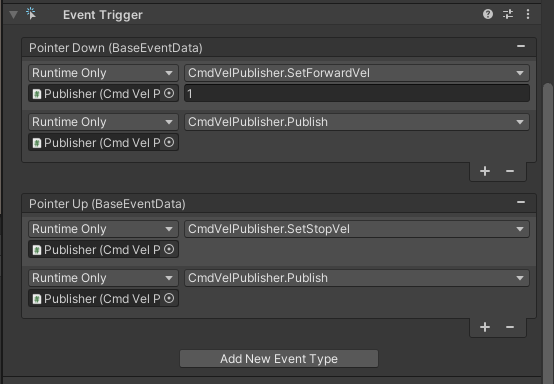 Event Trigger
Pointer Down (BaseEventData)
Runtime Only CmdVelPublisher.SetForwardVel
Publisher (Cmd Vel P 1
Runtime Only CmdVelPublisher.Publish
Publisher (Cmd Vel P
Pointer Up (BaseEventData)
Runtime Only CmdVelPublisher.SetStopVel
Publisher (Cmd Vel P
Runtime Only CmdVelPublisher.Publish
Publisher (Cmd Vel P
Add New Event Type